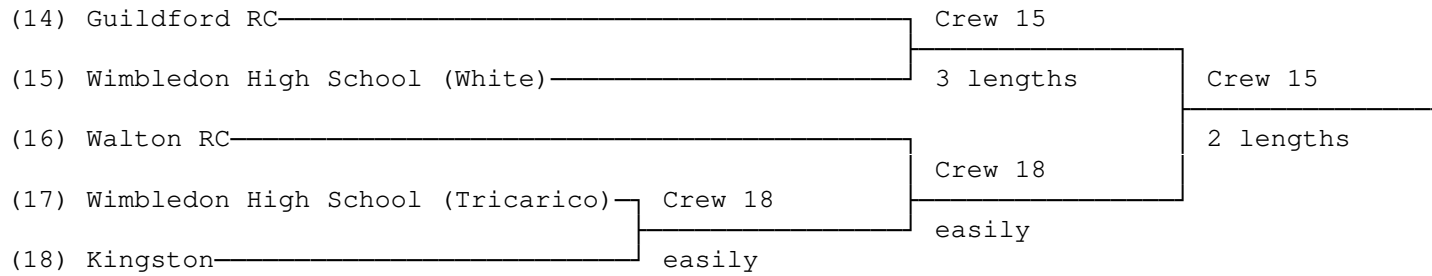 (14) Guildford RC Crew 15
(15) Wimbledon High School (White) 3 lengths Crew 15
(16) Walton RC 2 lengths
Crew 18
(17) Wimbledon High School (Tricarico) Crew 18
easily
(18) Kingston easily